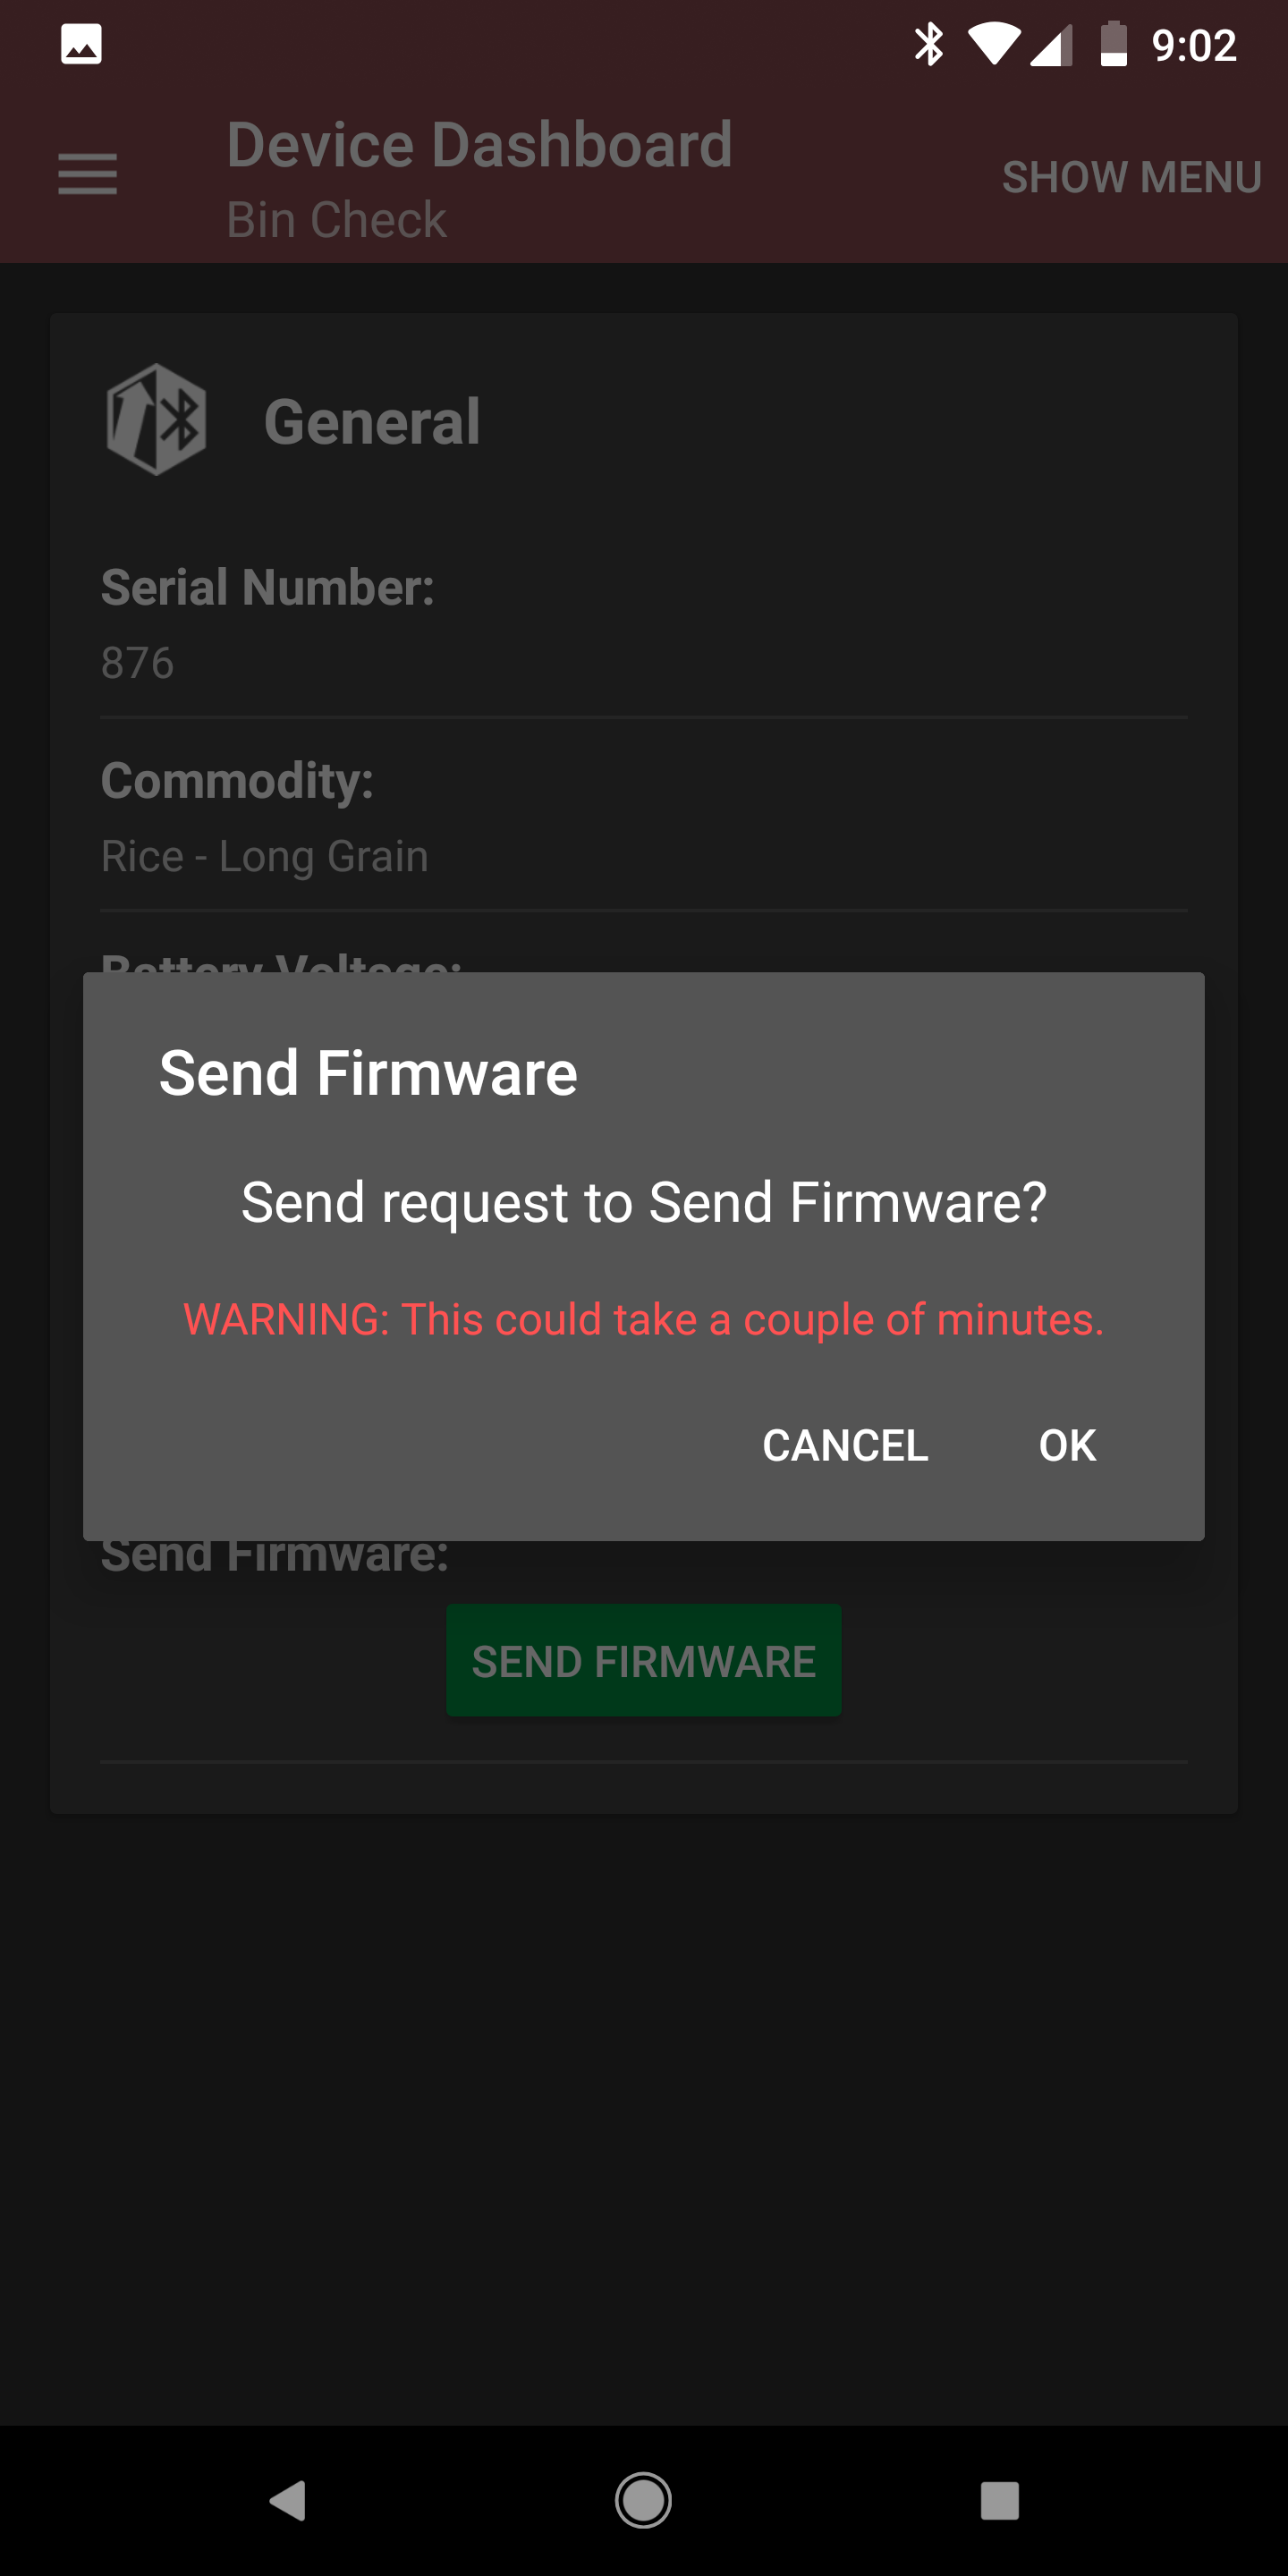 9:02
Device Dashboard
Bin Check
SHOW MENU
General
Serial Number:
876
Commodity:
Rice - Long Grain
Battery Voltage:
Send Firmware
Send request to Send Firmware?
WARNING: This could take a couple of minutes.
CANCEL OK
Send Firmware:
SEND FIRMWARE